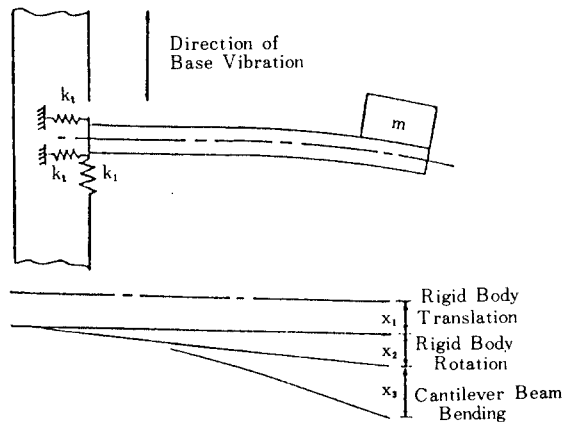 Direction of
Base Vibration
k₁
m
k₁
k₁
Rigid Body
Translation
x₁
Rigid Body
Rotation
x₂
Cantilever Beam
Bending
x₃